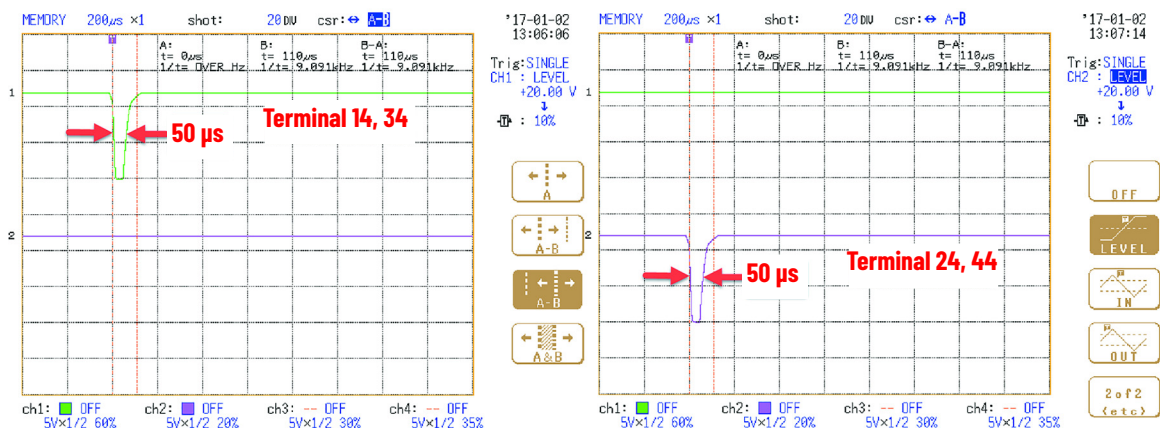 MEMORY 200µs ×1 shot: 20 DIV csr:↔ A-B '17-01-02
13:06:06
A: B: B-A:
t= 0µs t= 110µs t= 110µs
1/t= OVER Hz 1/t= 9.091kHz 1/t= 9.091kHz
Trig:SINGLE
CH1 : LEVEL
+20.00 V
↓
-T- : 10%
1
Terminal 14, 34
50 µs
2
A
A-B
A-B
A&B
ch1: OFF ch2: OFF ch3: -- OFF ch4: -- OFF
5V×1/2 60% 5V×1/2 20% 5V×1/2 30% 5V×1/2 35%
MEMORY 200µs ×1 shot: 20 DIV csr:↔ A-B '17-01-02
13:07:14
A: B: B-A:
t= 0µs t= 110µs t= 110µs
1/t= OVER Hz 1/t= 9.091kHz 1/t= 9.091kHz
Trig:SINGLE
CH2 : LEVEL
+20.00 V
↓
-T- : 10%
1
2
Terminal 24, 44
50 µs
OFF
LEVEL
IN
OUT
2of2
(etc)
ch1: OFF ch2: OFF ch3: -- OFF ch4: -- OFF
5V×1/2 60% 5V×1/2 20% 5V×1/2 30% 5V×1/2 35%